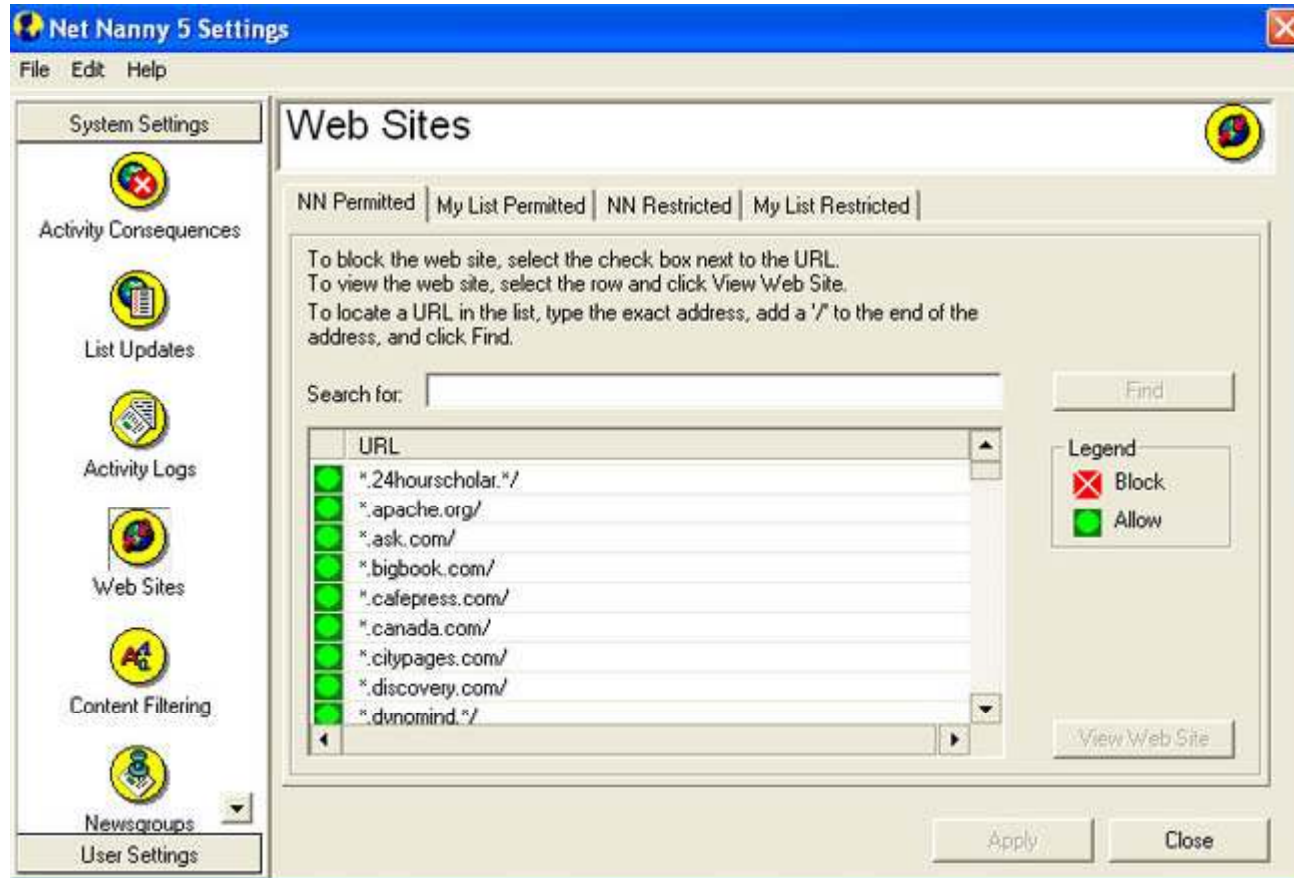 Net Nanny 5 Settings
File Edit Help
System Settings
Activity Consequences
List Updates
Activity Logs
Web Sites
Content Filtering
Newsgroups
User Settings
Web Sites
NN Permitted My List Permitted NN Restricted My List Restricted
To block the web site, select the check box next to the URL.
To view the web site, select the row and click View Web Site.
To locate a URL in the list, type the exact address, add a '/' to the end of the
address, and click Find.
Search for:
Find
URL
*.24hourscholar.*/
*.apache.org/
*.ask.com/
*.bigbook.com/
*.cafepress.com/
*.canada.com/
*.citypages.com/
*.discovery.com/
*.dynomind.*/
Legend
Block
Allow
View Web Site
Apply
Close